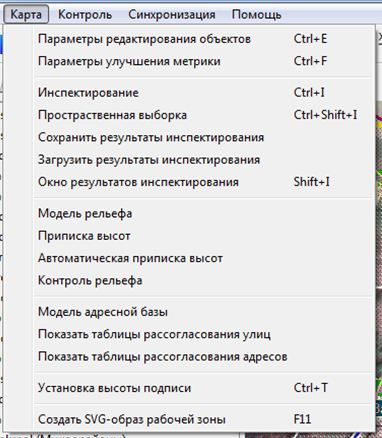 Карта Контроль Синхронизация Помощь
Параметры редактирования объектов Ctrl+E
Параметры улучшения метрики Ctrl+F
Инспектирование Ctrl+I
Прострaственная выборка Ctrl+Shift+I
Сохранить результаты инспектирования
Загрузить результаты инспектирования
Окно результатов инспектирования Shift+I
Модель рельефа
Приписка высот
Автоматическая приписка высот
Контроль рельефа
Модель адресной базы
Показать таблицы рассогласования улиц
Показать таблицы рассогласования адресов
Установка высоты подписи Ctrl+T
Создать SVG-образ рабочей зоны F11